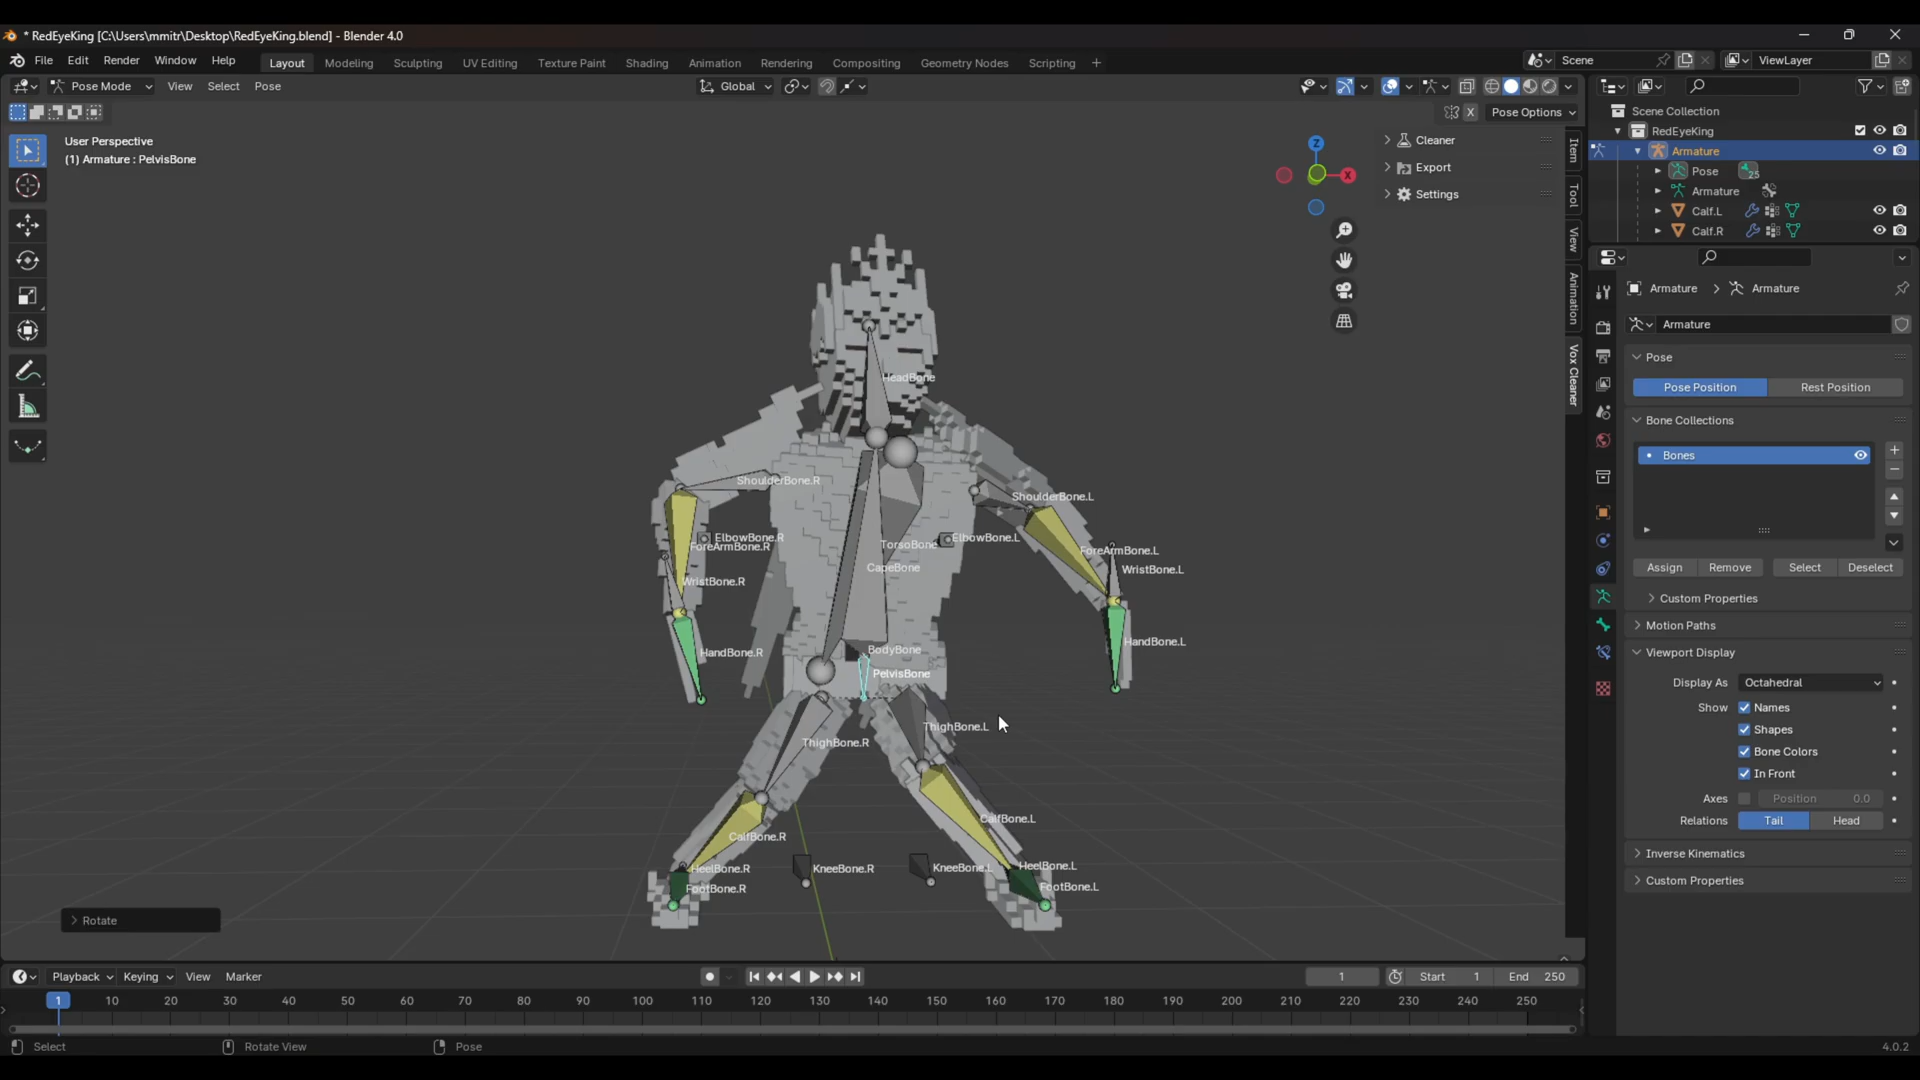 * RedEyeKing [C:\Users\mmitr\Desktop\RedEyeKing.blend] - Blender 4.0
File Edit Render Window Help Layout Modeling Sculpting UV Editing Texture Paint Shading Animation Rendering Compositing Geometry Nodes Scripting + Scene ViewLayer
Pose Mode View Select Pose Global
X Pose Options
User Perspective
(1) Armature : PelvisBone
Z
X
Cleaner
Export
Settings
Item
Tool
View
Animation
Vox Cleaner
Scene Collection
RedEyeKing
Armature
Pose 25
Armature
Calf.L
Calf.R
Armature > Armature
Armature
Pose
Pose Position Rest Position
Bone Collections
Bones
Assign Remove Select Deselect
Custom Properties
Motion Paths
Viewport Display
Display As Octahedral
Show Names
Shapes
Bone Colors
In Front
Axes Position 0.0
Relations Tail Head
Inverse Kinematics
Custom Properties
HeadBone
ShoulderBone.R
ShoulderBone.L
ElbowBone.R
ForeArmBone.R
TorsoBone
ElbowBone.L
ForeArmBone.L
CapeBone
WristBone.L
WristBone.R
HandBone.L
HandBone.R
BodyBone
PelvisBone
ThighBone.L
ThighBone.R
CalfBone.L
CalfBone.R
HeelBone.R
KneeBone.R
KneeBone.L
HeelBone.L
FootBone.R
FootBone.L
Rotate
Playback Keying View Marker 1 Start 1 End 250
1 10 20 30 40 50 60 70 80 90 100 110 120 130 140 150 160 170 180 190 200 210 220 230 240 250
Select Rotate View Pose 4.0.2